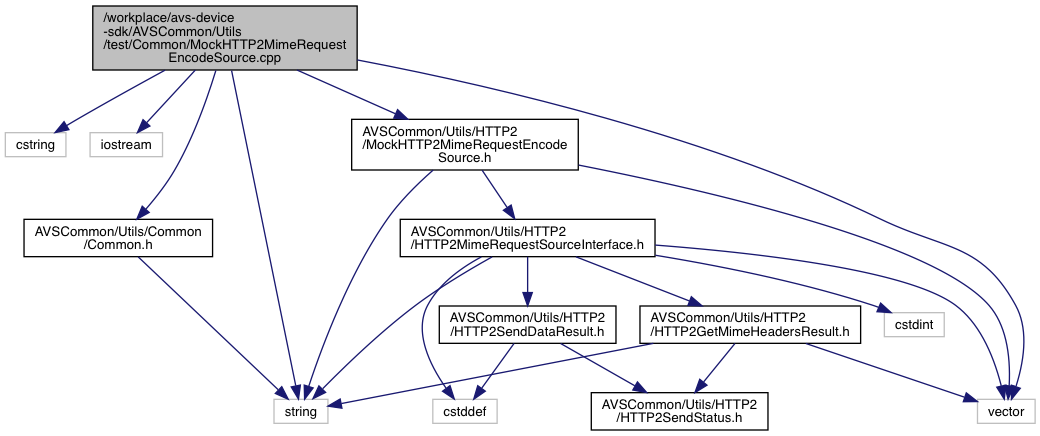 /workplace/avs-device
-sdk/AVSCommon/Utils
/test/Common/MockHTTP2MimeRequest
EncodeSource.cpp
cstring
iostream
AVSCommon/Utils/HTTP2
/MockHTTP2MimeRequestEncode
Source.h
AVSCommon/Utils/Common
/Common.h
AVSCommon/Utils/HTTP2
/HTTP2MimeRequestSourceInterface.h
AVSCommon/Utils/HTTP2
/HTTP2SendDataResult.h
AVSCommon/Utils/HTTP2
/HTTP2GetMimeHeadersResult.h
cstdint
string
cstddef
AVSCommon/Utils/HTTP2
/HTTP2SendStatus.h
vector